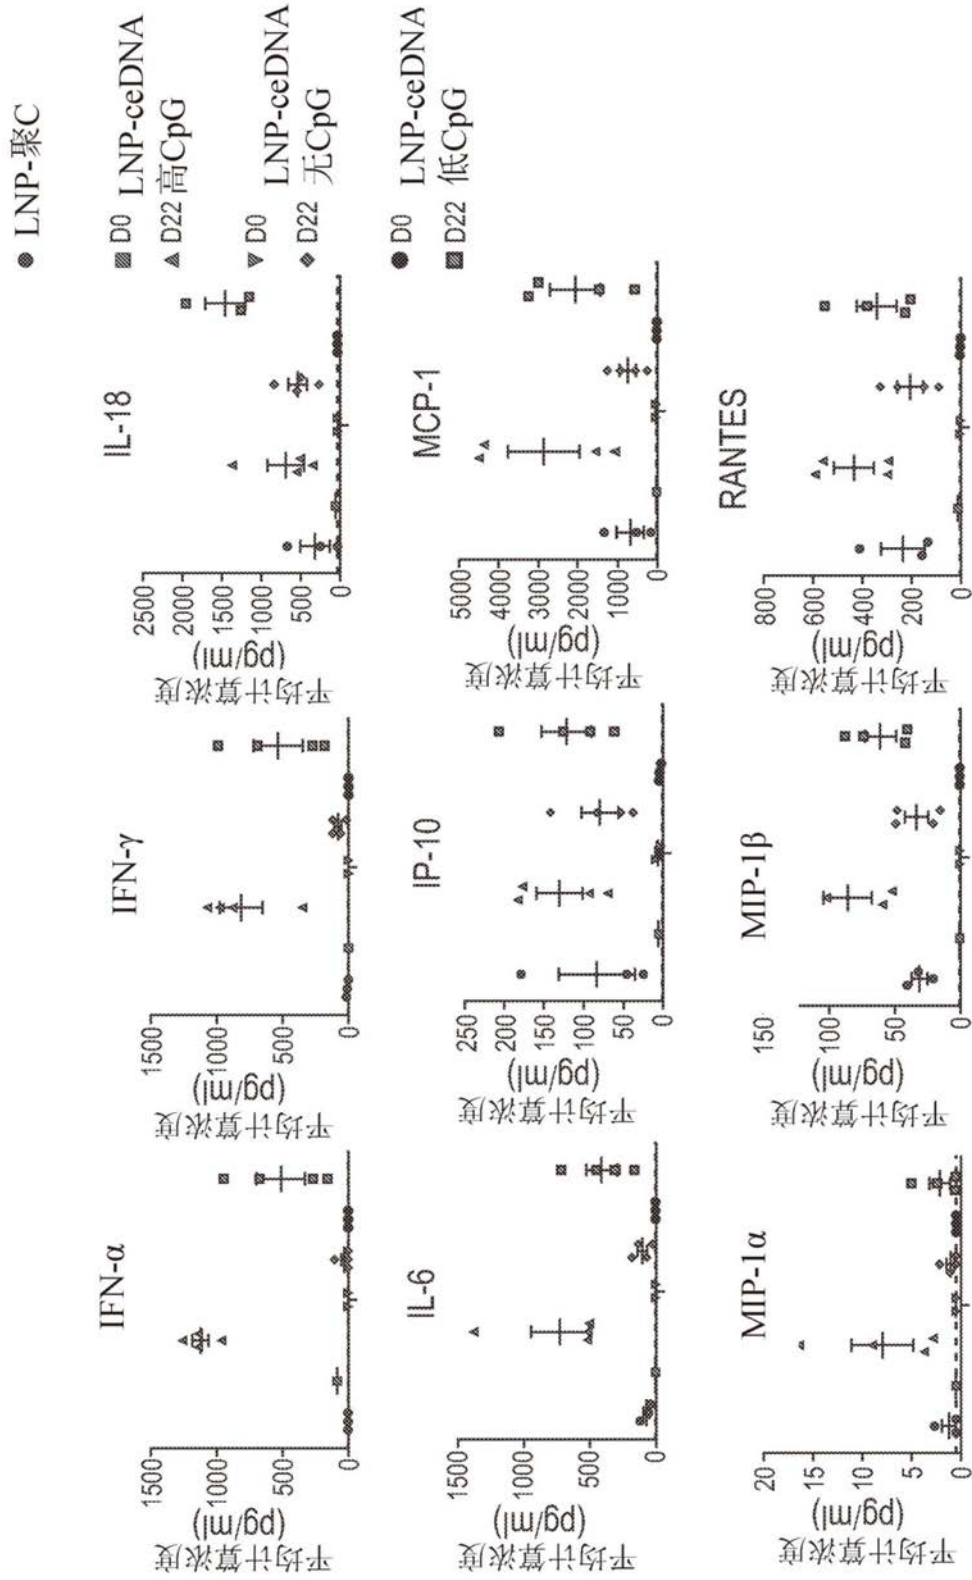 LNP-聚C
D0
D22
LNP-ceDNA
高CpG
D0
D22
LNP-ceDNA
无CpG
D0
D22
LNP-ceDNA
低CpG
IFN-α
平均计算浓度
(pg/ml)
1500
1000
500
0
IFN-γ
平均计算浓度
(pg/ml)
1500
1000
500
0
IL-18
平均计算浓度
(pg/ml)
2500
2000
1500
1000
500
0
IL-6
平均计算浓度
(pg/ml)
1500
1000
500
0
IP-10
平均计算浓度
(pg/ml)
250
200
150
100
50
0
MCP-1
平均计算浓度
(pg/ml)
5000
4000
3000
2000
1000
0
MIP-1α
平均计算浓度
(pg/ml)
20
15
10
5
0
MIP-1β
平均计算浓度
(pg/ml)
150
100
50
0
RANTES
平均计算浓度
(pg/ml)
800
600
400
200
0